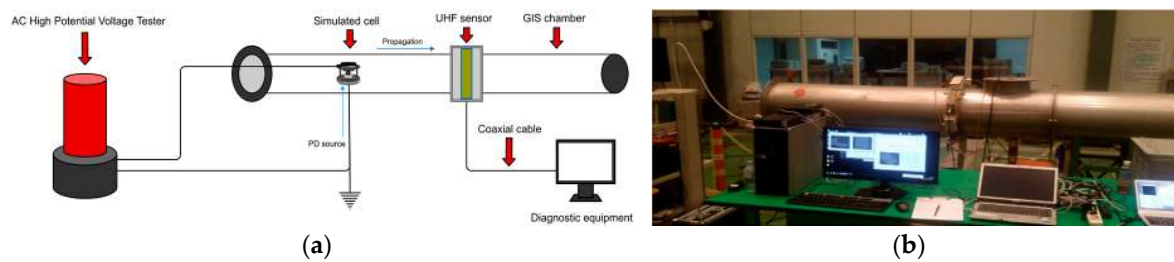 AC High Potential Voltage Tester
Simulated cell
UHF sensor
GIS chamber
Propagation
PD source
Coaxial cable
Diagnostic equipment
(a)
(b)